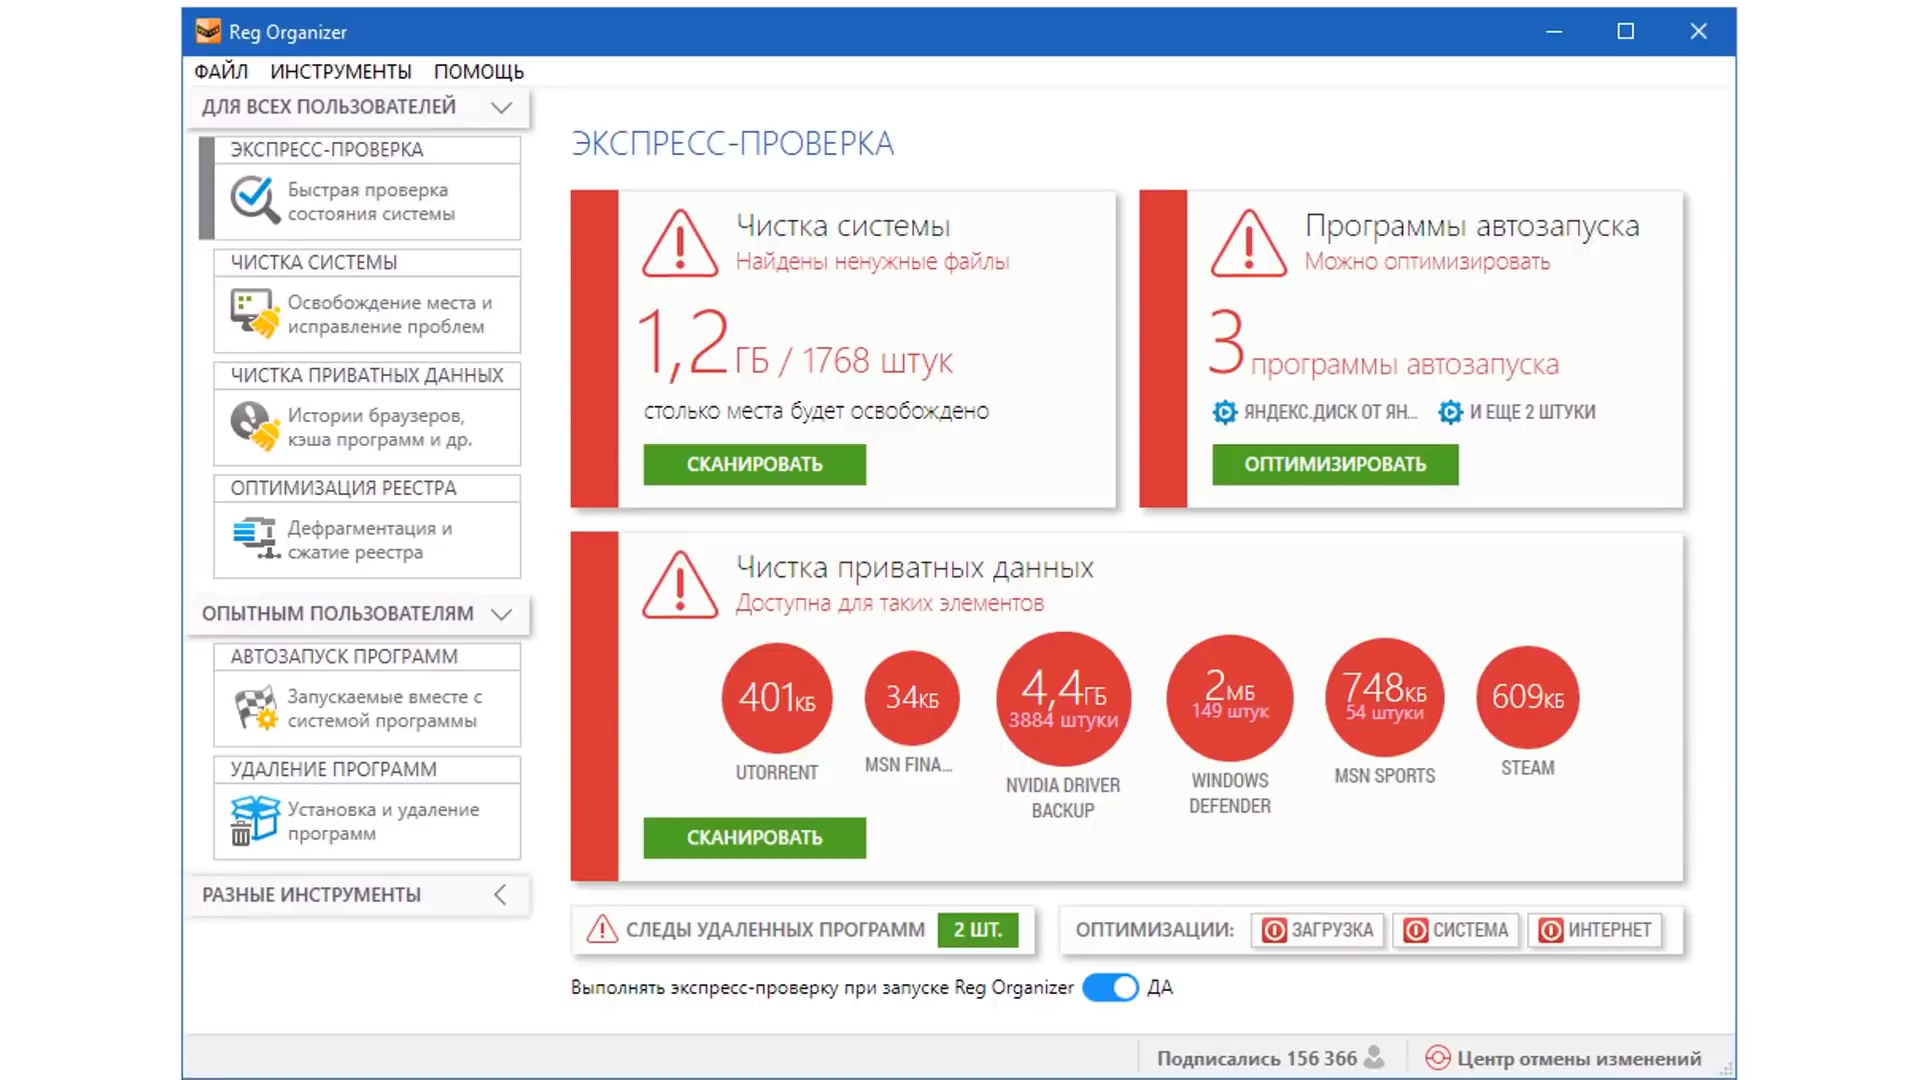 Reg Organizer
ФАЙЛ ИНСТРУМЕНТЫ ПОМОЩЬ
ДЛЯ ВСЕХ ПОЛЬЗОВАТЕЛЕЙ
ЭКСПРЕСС-ПРОВЕРКА
Быстрая проверка
состояния системы
ЧИСТКА СИСТЕМЫ
Освобождение места и
исправление проблем
ЧИСТКА ПРИВАТНЫХ ДАННЫХ
Истории браузеров,
кэша программ и др.
ОПТИМИЗАЦИЯ РЕЕСТРА
Дефрагментация и
сжатие реестра
ОПЫТНЫМ ПОЛЬЗОВАТЕЛЯМ
АВТОЗАПУСК ПРОГРАММ
Запускаемые вместе с
системой программы
УДАЛЕНИЕ ПРОГРАММ
Установка и удаление
программ
РАЗНЫЕ ИНСТРУМЕНТЫ
ЭКСПРЕСС-ПРОВЕРКА
Чистка системы
Найдены ненужные файлы
1,2 ГБ / 1768 штук
столько места будет освобождено
СКАНИРОВАТЬ
Программы автозапуска
Можно оптимизировать
3 программы автозапуска
ЯНДЕКС.ДИСК ОТ ЯН... И ЕЩЕ 2 ШТУКИ
ОПТИМИЗИРОВАТЬ
Чистка приватных данных
Доступна для таких элементов
401КБ
UTORRENT
34КБ
MSN FINA...
4,4ГБ
3884 штуки
NVIDIA DRIVER
BACKUP
2МБ
149 штук
WINDOWS
DEFENDER
748КБ
54 штуки
MSN SPORTS
609КБ
STEAM
СКАНИРОВАТЬ
СЛЕДЫ УДАЛЕННЫХ ПРОГРАММ 2 ШТ.
ОПТИМИЗАЦИИ: ЗАГРУЗКА СИСТЕМА ИНТЕРНЕТ
Выполнять экспресс-проверку при запуске Reg Organizer ДА
Подписались 156 366 Центр отмены изменений